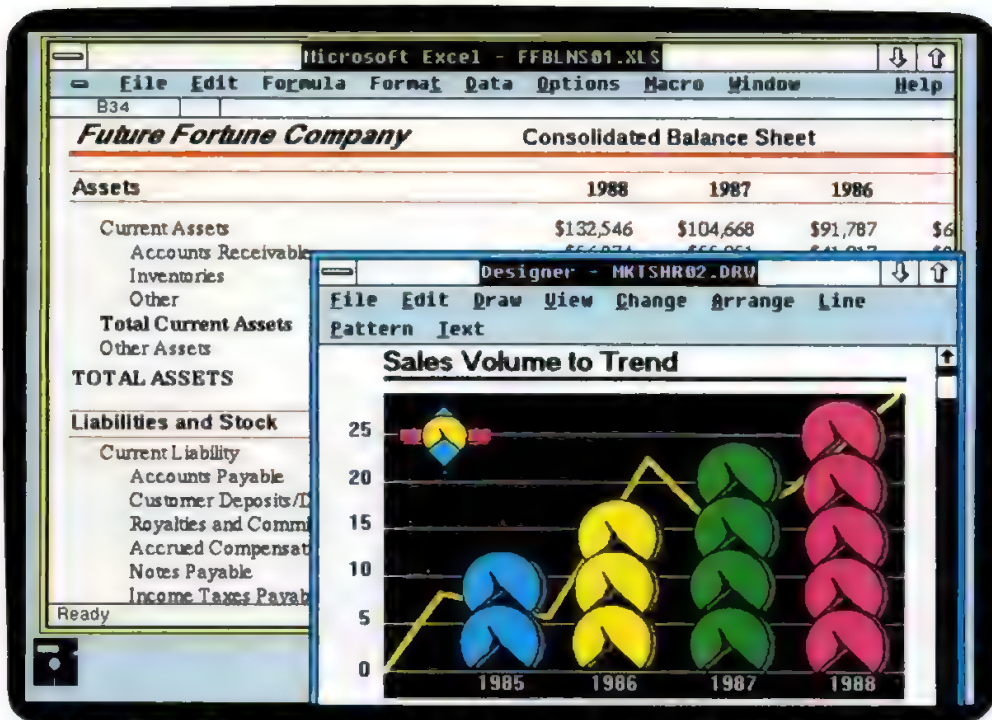 Microsoft Excel - FFBLNS01.XLS
File Edit Formula Format Data Options Macro Window Help
B34
Future Fortune Company Consolidated Balance Sheet
Assets 1988 1987 1986
Current Assets $132,546 $104,668 $91,787 $6
Accounts Receivable
Inventories
Other
Total Current Assets
Other Assets
TOTAL ASSETS
Liabilities and Stock
Current Liability
Accounts Payable
Customer Deposits/D
Royalties and Commi
Accrued Compensat
Notes Payable
Income Taxes Payab
Ready
Designer - MKTSHR02.DRW
File Edit Draw View Change Arrange Line
Pattern Text
Sales Volume to Trend
25
20
15
10
5
0
1985 1986 1987 1988